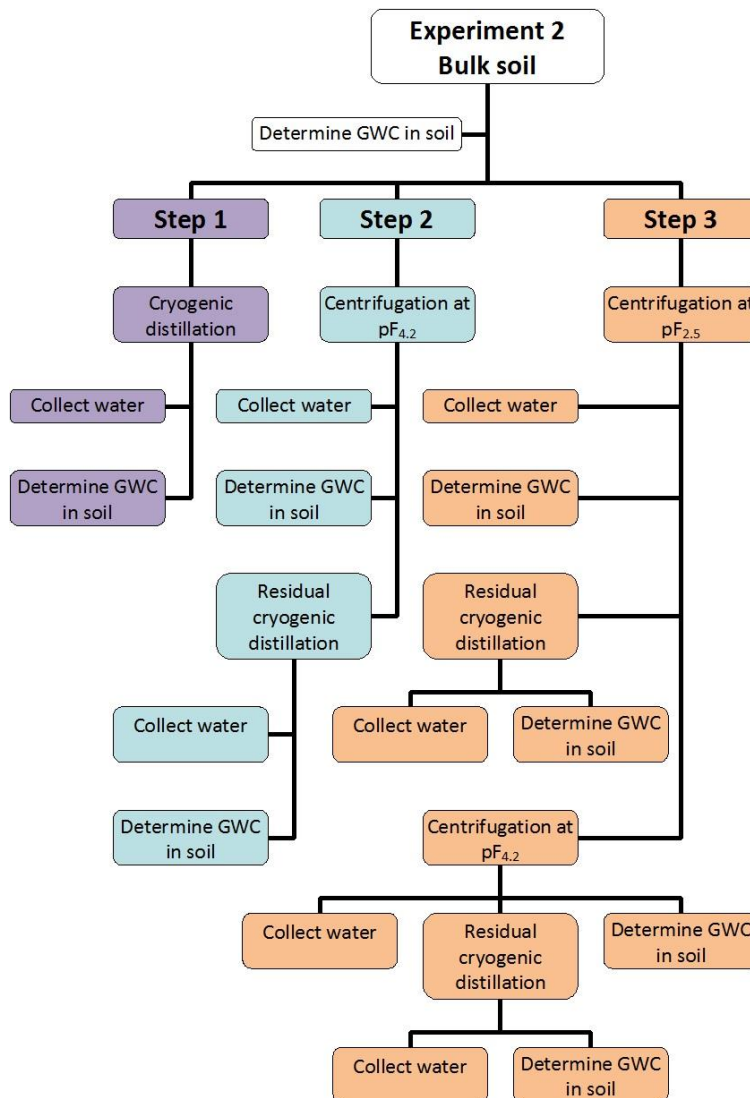 Experiment 2
Bulk soil
Determine GWC in soil
Step 1
Step 2
Step 3
Cryogenic
distillation
Centrifugation at
pF4.2
Centrifugation at
pF2.5
Collect water
Collect water
Collect water
Determine GWC
in soil
Determine GWC
in soil
Determine GWC
in soil
Residual
cryogenic
distillation
Residual
cryogenic
distillation
Collect water
Collect water
Determine GWC
in soil
Determine GWC
in soil
Centrifugation at
pF4.2
Collect water
Residual
cryogenic
distillation
Determine GWC
in soil
Collect water
Determine GWC
in soil